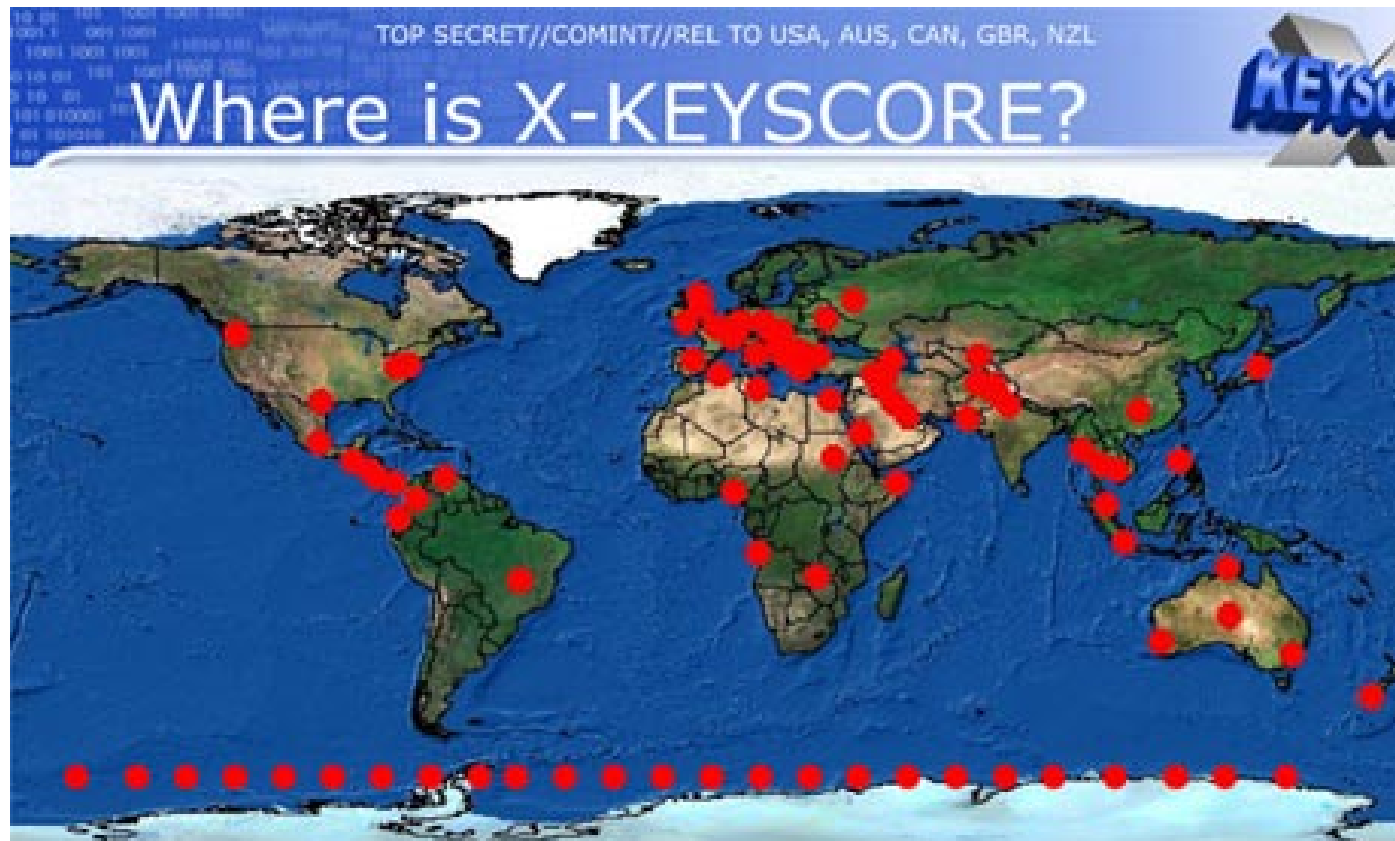 TOP SECRET//COMINT//REL TO USA, AUS, CAN, GBR, NZL
Where is X-KEYSCORE?
X